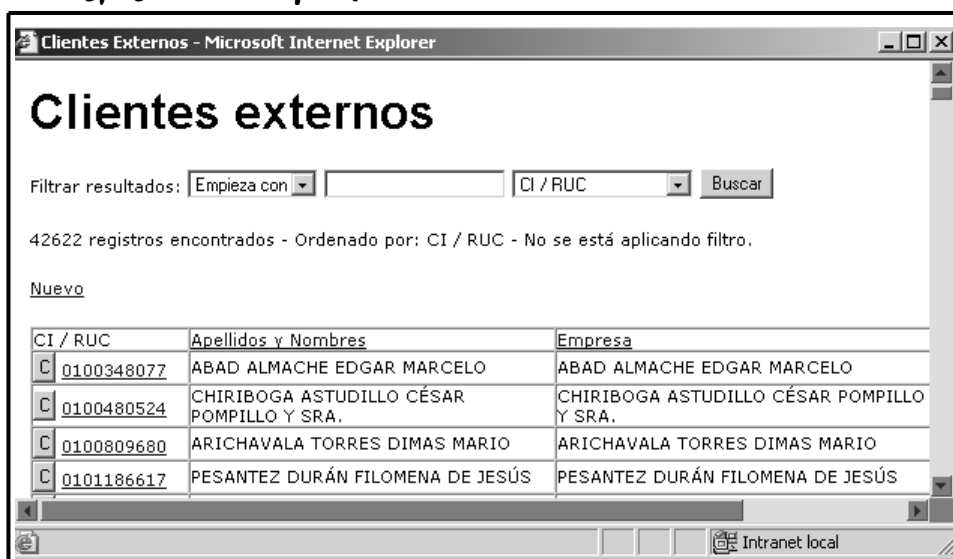 Clientes Externos - Microsoft Internet Explorer
Clientes externos
Filtrar resultados: Empieza con CI / RUC Buscar
42622 registros encontrados - Ordenado por: CI / RUC - No se está aplicando filtro.
Nuevo
CI / RUC Apellidos y Nombres Empresa
C 0100348077 ABAD ALMACHE EDGAR MARCELO ABAD ALMACHE EDGAR MARCELO
C 0100480524 CHIRIBOGA ASTUDILLO CÉSAR POMPILLO Y SRA. CHIRIBOGA ASTUDILLO CÉSAR POMPILLO Y SRA.
C 0100809680 ARICHAVALA TORRES DIMAS MARIO ARICHAVALA TORRES DIMAS MARIO
C 0101186617 PESANTEZ DURÁN FILOMENA DE JESÚS PESANTEZ DURÁN FILOMENA DE JESÚS
Intranet local